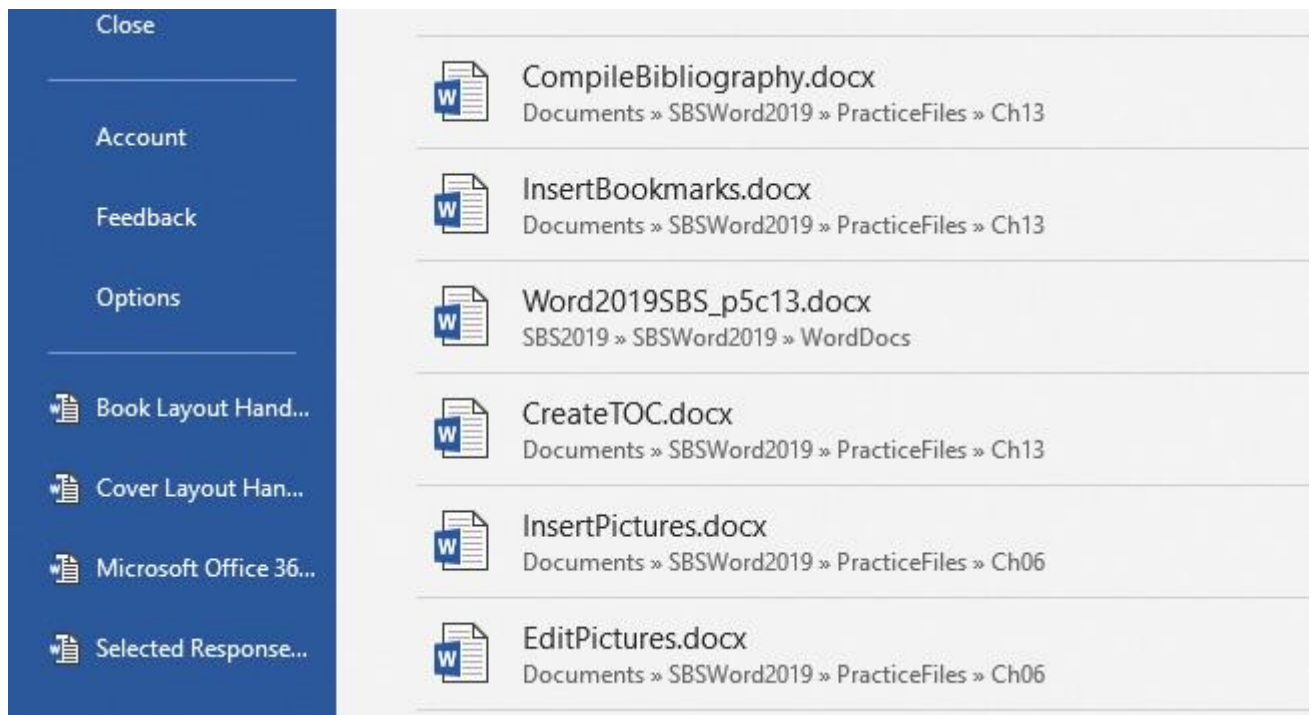 Close
Account
Feedback
Options
Book Layout Hand...
Cover Layout Han...
Microsoft Office 36...
Selected Response...
CompileBibliography.docx
Documents » SBSWord2019 » PracticeFiles » Ch13
InsertBookmarks.docx
Documents » SBSWord2019 » PracticeFiles » Ch13
Word2019SBS_p5c13.docx
SBS2019 » SBSWord2019 » WordDocs
CreateTOC.docx
Documents » SBSWord2019 » PracticeFiles » Ch13
InsertPictures.docx
Documents » SBSWord2019 » PracticeFiles » Ch06
EditPictures.docx
Documents » SBSWord2019 » PracticeFiles » Ch06